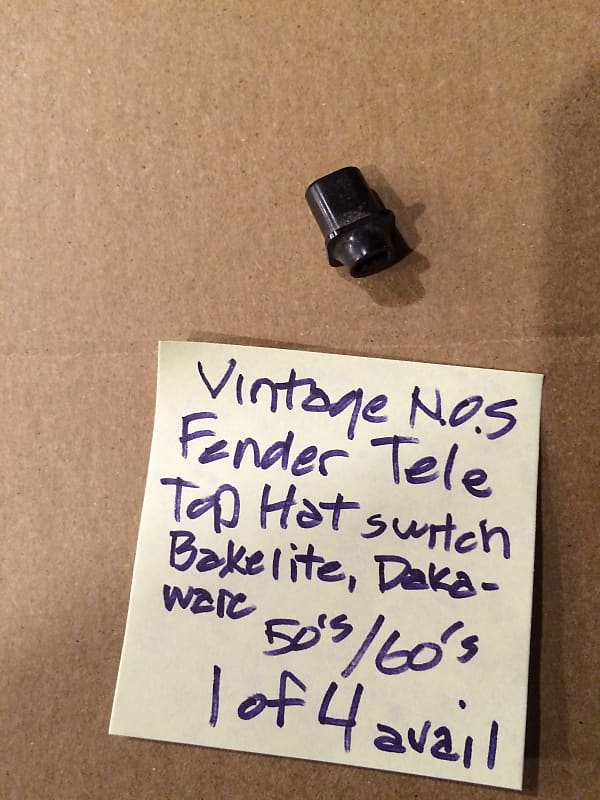 Vintage N.O.S
Fender Tele
Top Hat switch
Bakelite, Daka-
ware
50's/60's
1 of 4 avail